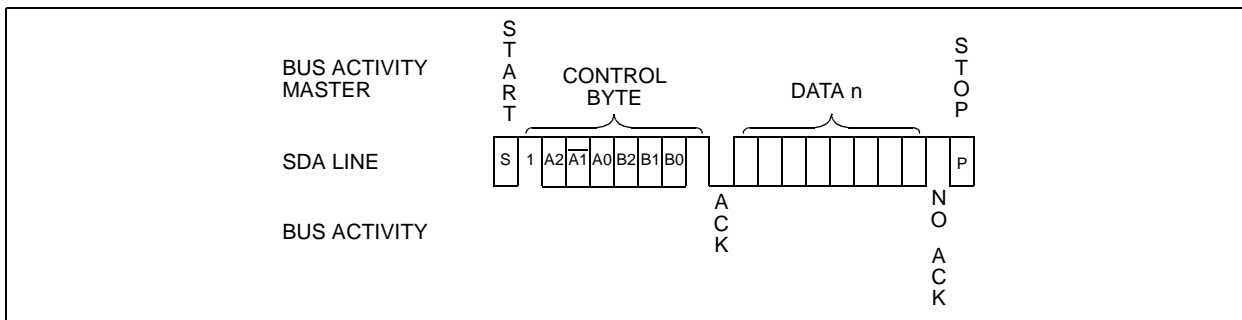 START
BUS ACTIVITY
MASTER
CONTROL
BYTE
DATA n
STOP
SDA LINE
S 1 A2 A̅1̅ A0 B2 B1 B0 P
BUS ACTIVITY
ACK
NO ACK